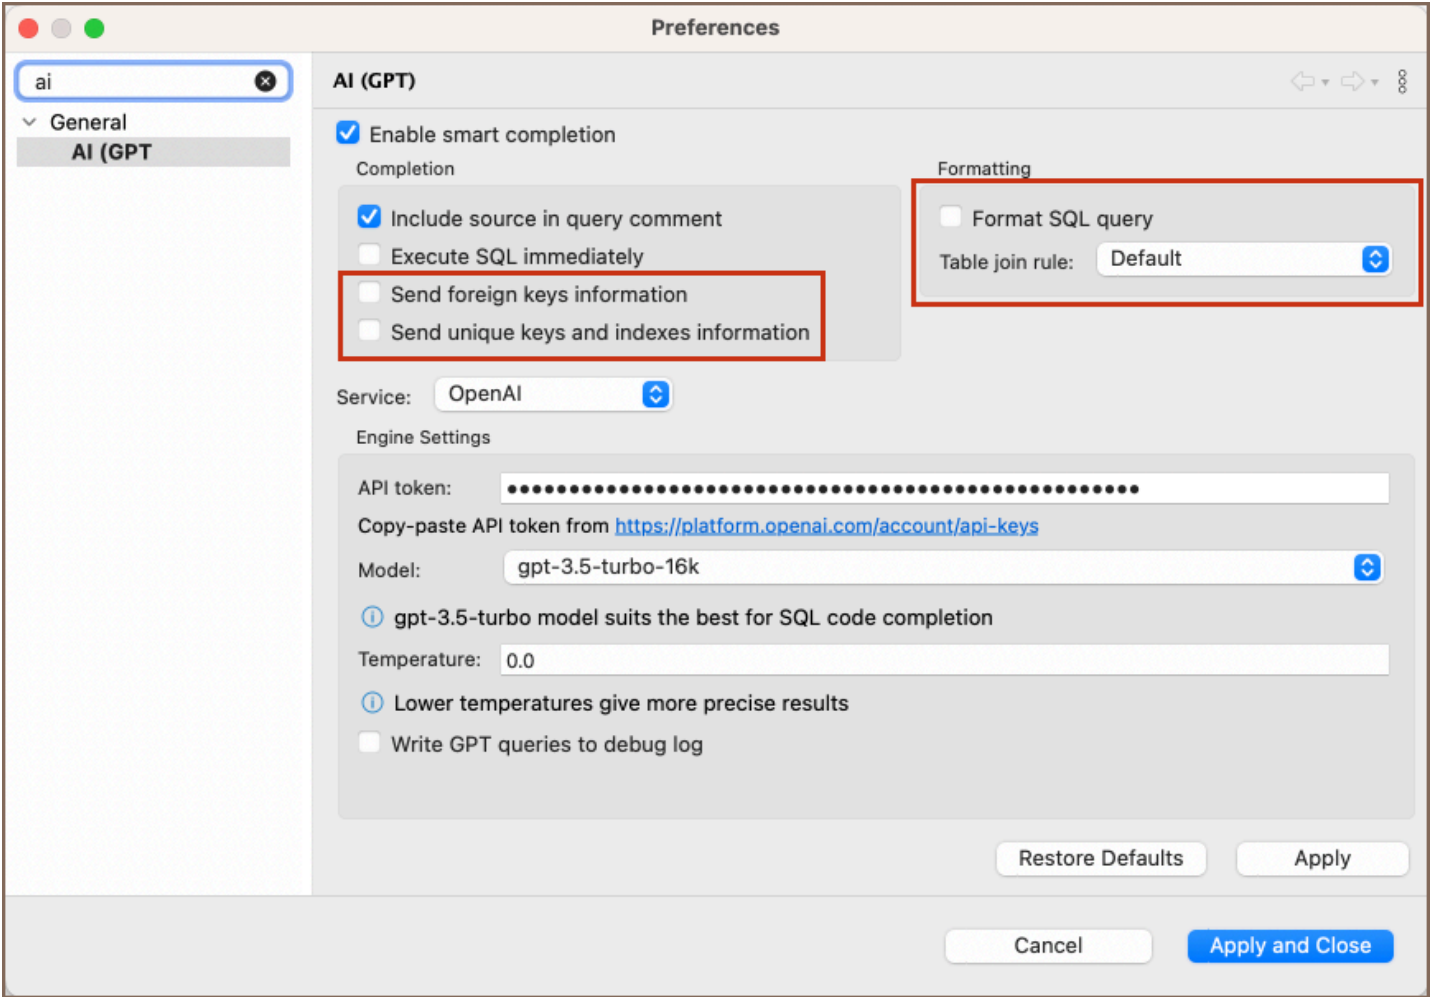 Preferences
ai
General
AI (GPT
AI (GPT)
Enable smart completion
Completion
Include source in query comment
Execute SQL immediately
Send foreign keys information
Send unique keys and indexes information
Formatting
Format SQL query
Table join rule: Default
Service: OpenAI
Engine Settings
API token: ●●●●●●●●●●●●●●●●●●●●●●●●●●●●●●●●●●●●●●●●●●●●●●●●●●●
Copy-paste API token from https://platform.openai.com/account/api-keys
Model: gpt-3.5-turbo-16k
gpt-3.5-turbo model suits the best for SQL code completion
Temperature: 0.0
Lower temperatures give more precise results
Write GPT queries to debug log
Restore Defaults Apply
Cancel Apply and Close